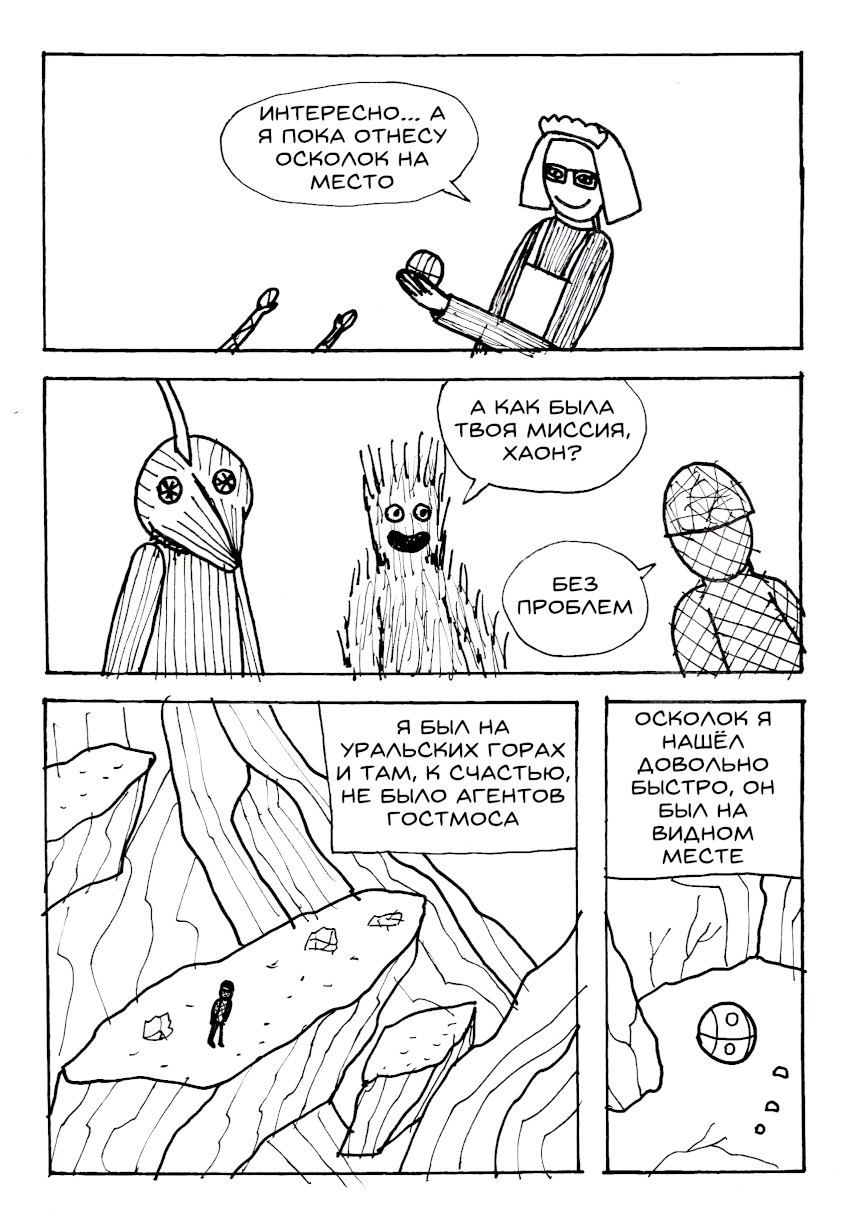 ИНТЕРЕСНО... А
Я ПОКА ОТНЕСУ
ОСКОЛОК НА
МЕСТО
А КАК БЫЛА
ТВОЯ МИССИЯ,
ХАОН?
БЕЗ
ПРОБЛЕМ
Я БЫЛ НА
УРАЛЬСКИХ ГОРАХ
И ТАМ, К СЧАСТЬЮ,
НЕ БЫЛО АГЕНТОВ
ГОСТМОСА
ОСКОЛОК Я
НАШЁЛ
ДОВОЛЬНО
БЫСТРО, ОН
БЫЛ НА
ВИДНОМ
МЕСТЕ